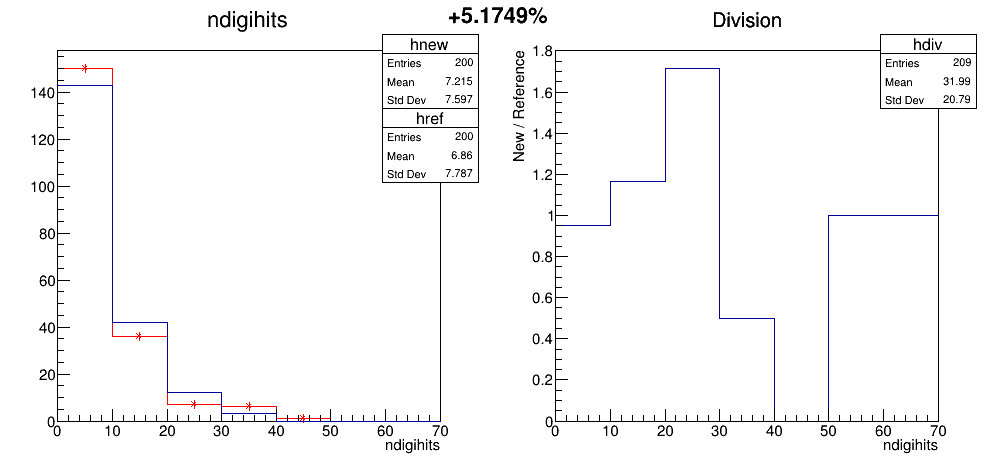 +5.1749%
ndigihits
hnew
Entries 200
Mean 7.215
Std Dev 7.597
href
Entries 200
Mean 6.86
Std Dev 7.787
140
120
100
80
60
40
20
0
0 10 20 30 40 50 60 70
ndigihits
Division
hdiv
Entries 209
Mean 31.99
Std Dev 20.79
New / Reference
1.8
1.6
1.4
1.2
1
0.8
0.6
0.4
0.2
0
0 10 20 30 40 50 60 70
ndigihits